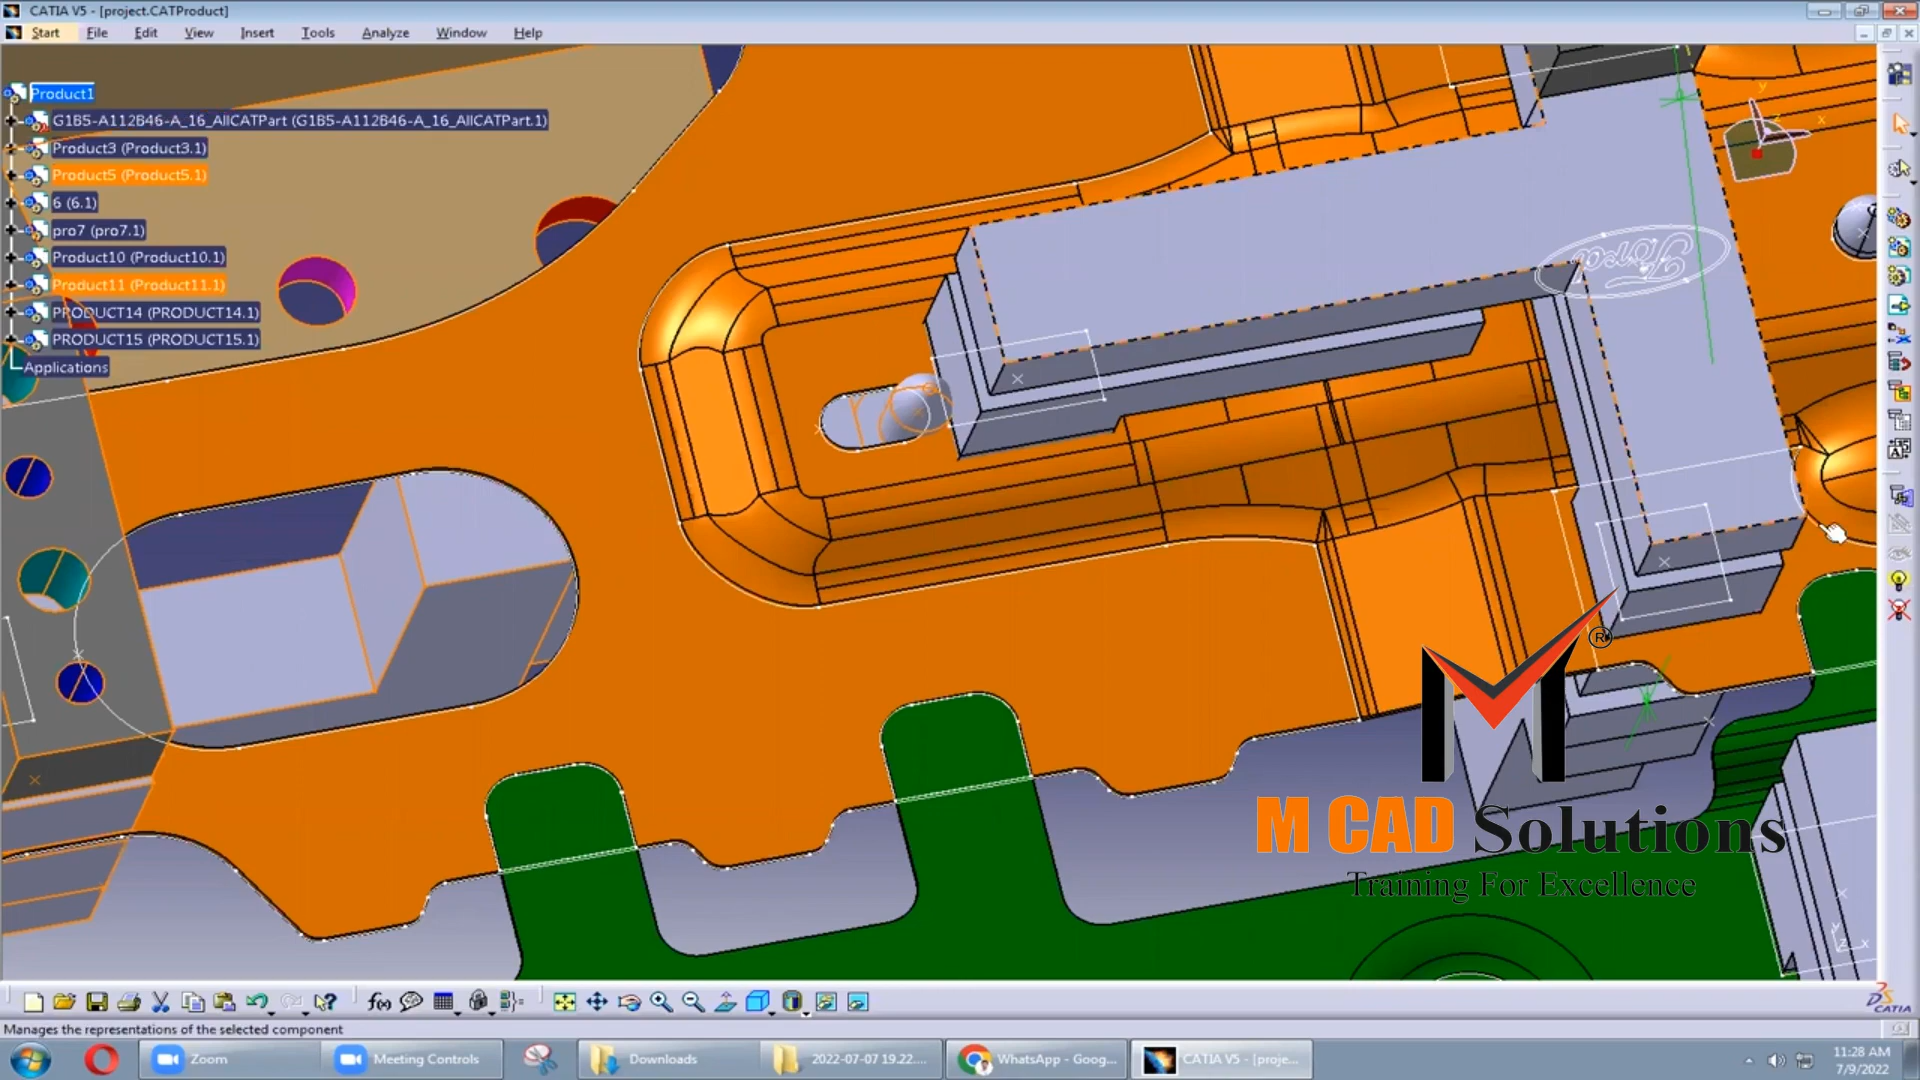 CATIA V5 - [project.CATProduct]
Start File Edit View Insert Tools Analyze Window Help
Product1
G1B5-A112B46-A_16_AllCATPart (G1B5-A112B46-A_16_AllCATPart.1)
Product3 (Product3.1)
Product5 (Product5.1)
6 (6.1)
pro7 (pro7.1)
Product10 (Product10.1)
Product11 (Product11.1)
PRODUCT14 (PRODUCT14.1)
PRODUCT15 (PRODUCT15.1)
Applications
y
x
z
Ford
®
M CAD Solutions
Training For Excellence
y
z x
f(x)
CATIA
Manages the representations of the selected component
Zoom
Meeting Controls
Downloads
2022-07-07 19.22....
WhatsApp - Goog...
CATIA V5 - [proje...
11:28 AM
7/9/2022